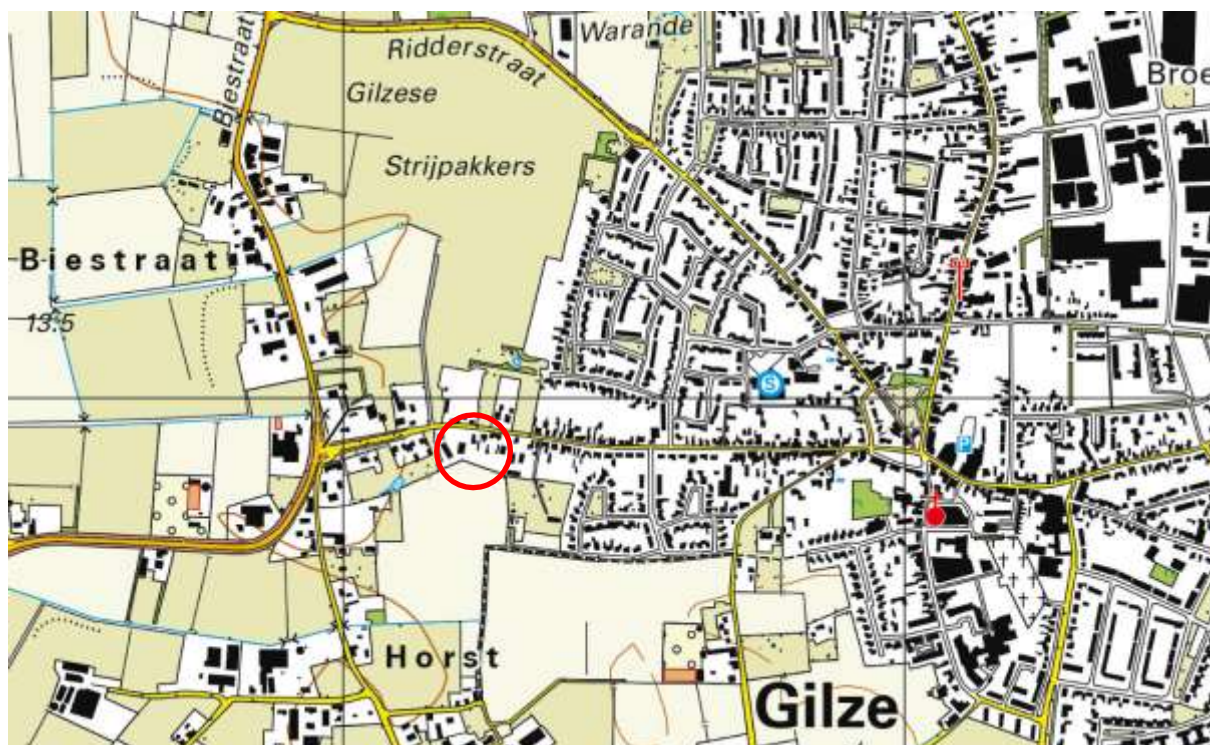 Warande
Ridderstraat
Biestraat
Gilzese
Broe
Strijpakkers
Biestraat
13.5
S
P
Horst
Gilze